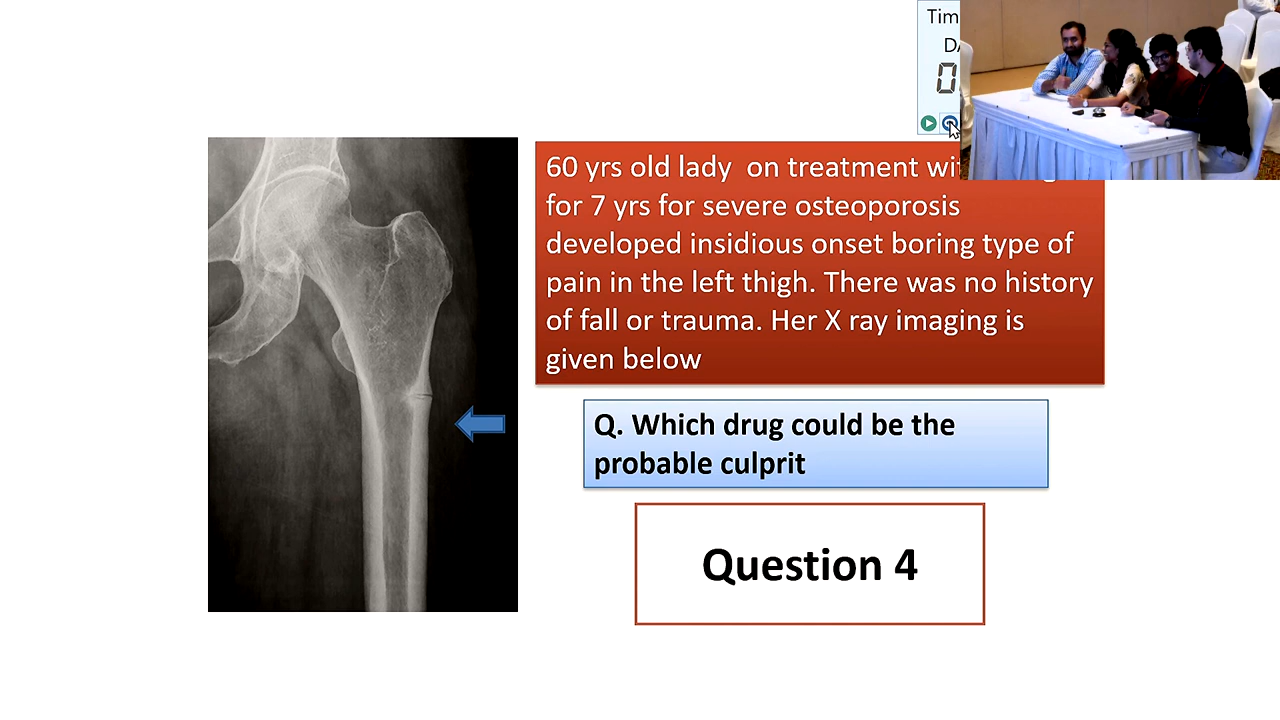 Tim
60 yrs old lady on treatment
for 7 yrs for severe osteoporosis
developed insidious onset boring type of
pain in the left thigh. There was no history
of fall or trauma. Her X ray imaging is
given below
Q. Which drug could be the
probable culprit
Question 4